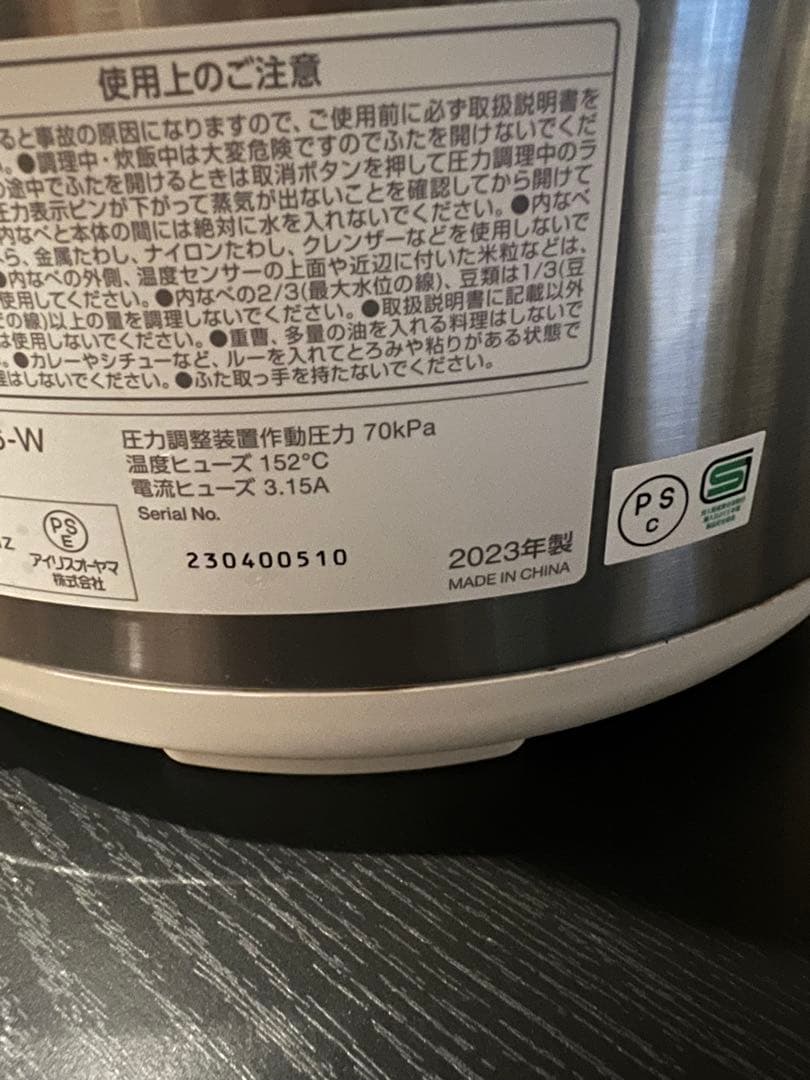 使用上のご注意
ると事故の原因になりますので、ご使用前に必ず取扱説明書を
。●調理中・炊飯中は大変危険ですのでふたを開けないでくだ
途中でふたを開けるときは取消ボタンを押して圧力調理中のラ
圧力表示ピンが下がって蒸気が出ないことを確認してから開けて
内なべと本体の間には絶対に水を入れないでください。●内なべ
ら、金属たわし、ナイロンたわし、クレンザーなどを使用しないで
●内なべの外側、温度センサーの上面や近辺に付いた米粒などは、
使用してください。●内なべの2/3(最大水位の線)、豆類は1/3(豆
の線)以上の量を調理しないでください。●取扱説明書に記載以外
は使用しないでください。●重曹、多量の油を入れる料理はしないで
。●カレーやシチューなど、ルーを入れてとろみや粘りがある状態で
はしないでください。●ふた取っ手を持たないでください。
-W
圧力調整装置作動圧力 70kPa
温度ヒューズ 152°C
電流ヒューズ 3.15A
Serial No.
230400510
2023年製
MADE IN CHINA
PS
E
アイリスオーヤマ
株式会社
PS
C